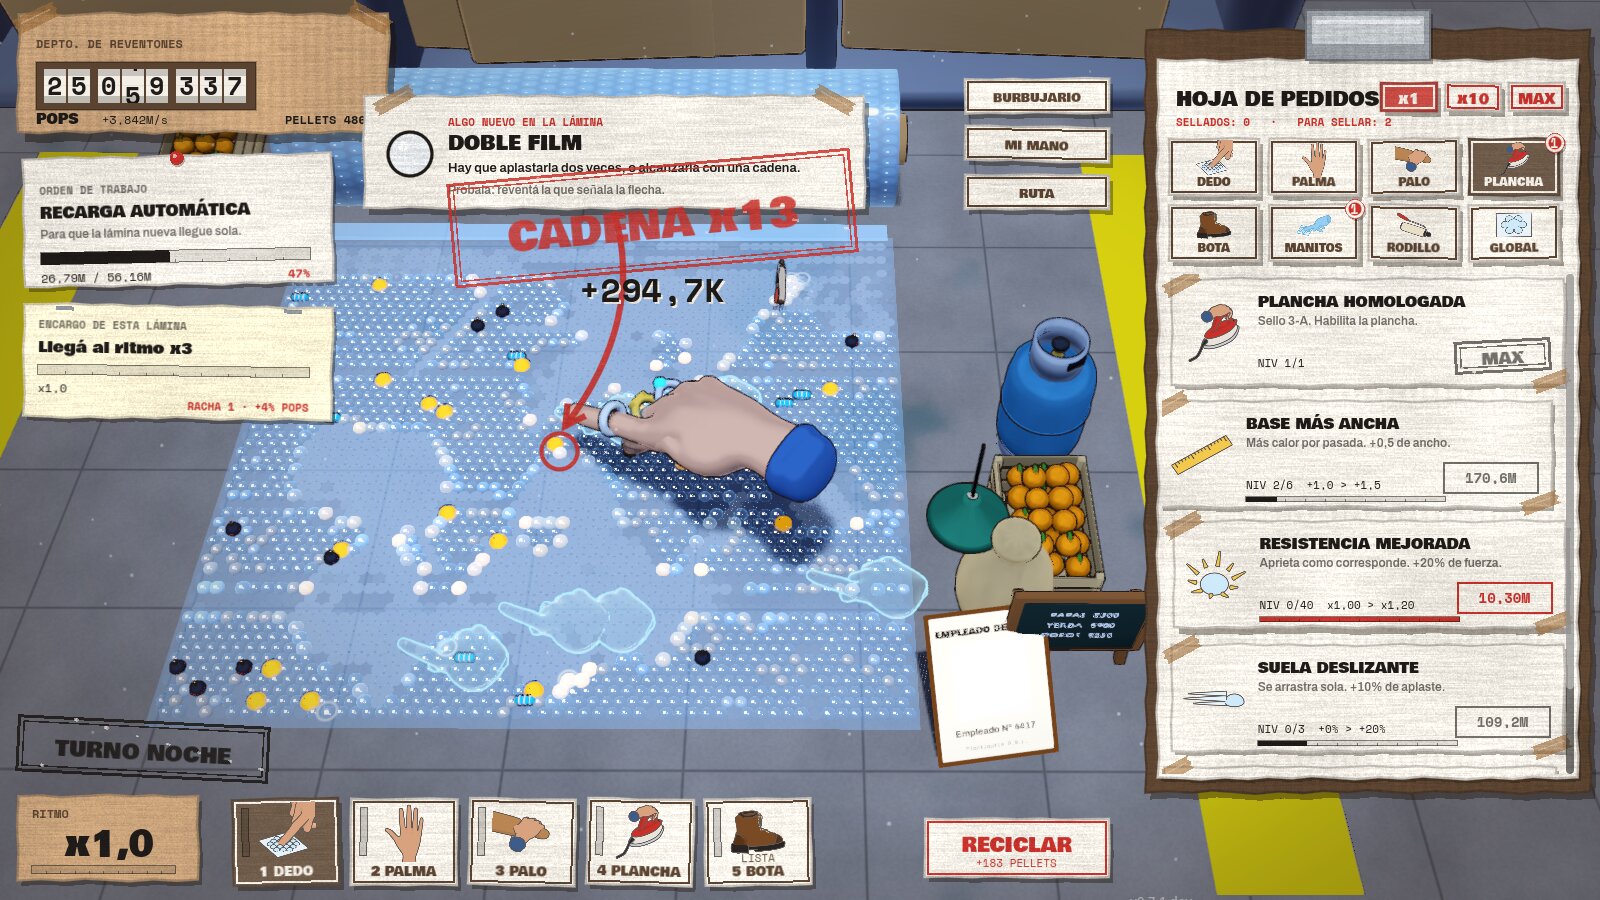 DEPTO. DE REVENTONES
25 059 337
POPS +3,842M/s PELLETS 486
ORDEN DE TRABAJO
RECARGA AUTOMÁTICA
Para que la lámina nueva llegue sola.
26,79M / 56,16M 47%
ENCARGO DE ESTA LÁMINA
Llegá al ritmo x3
x1,0
RACHA 1 · +4% POPS
ALGO NUEVO EN LA LÁMINA
DOBLE FILM
Hay que aplastarla dos veces, o alcanzarla con una cadena.
Probala: reventá la que señala la flecha.
CADENA x13
+294,7K
BURBUJARIO
MI MANO
RUTA
HOJA DE PEDIDOS x1 x10 MAX
SELLADOS: 0 · PARA SELLAR: 2
DEDO PALMA PALO PLANCHA 1
BOTA MANITOS 1 RODILLO GLOBAL
PLANCHA HOMOLOGADA
Sello 3-A. Habilita la plancha.
NIV 1/1 MAX
BASE MÁS ANCHA
Más calor por pasada. +0,5 de ancho.
NIV 2/6 +1,0 > +1,5 170,6M
RESISTENCIA MEJORADA
Aprieta como corresponde. +20% de fuerza.
NIV 0/40 x1,00 > x1,20 10,30M
SUELA DESLIZANTE
Se arrastra sola. +10% de aplaste.
NIV 0/3 +0% > +20% 109,2M
EMPLEADO
Empleado N°
TURNO NOCHE
RITMO
x1,0
1 DEDO
2 PALMA
3 PALO
4 PLANCHA
LISTA
5 BOTA
RECICLAR
+183 PELLETS